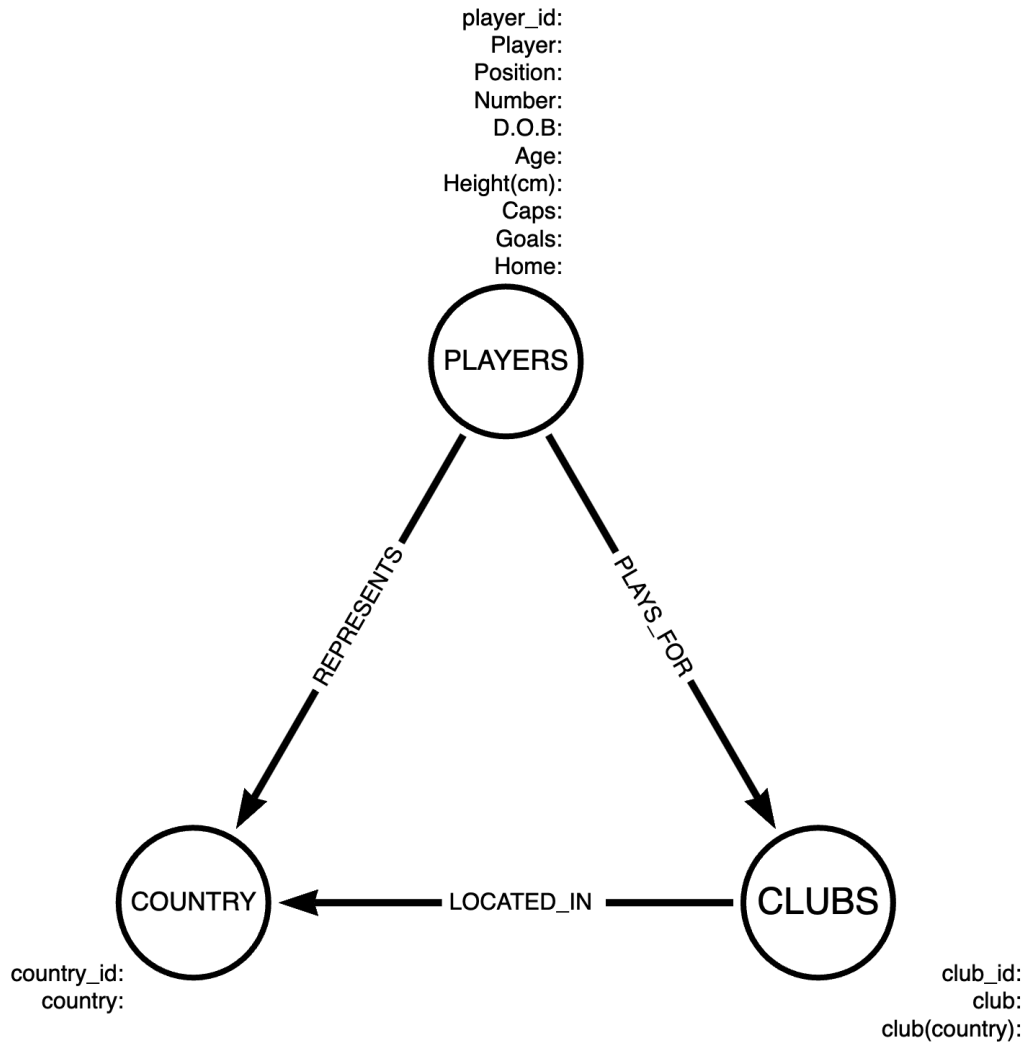 player_id:
Player:
Position:
Number:
D.O.B:
Age:
Height(cm):
Caps:
Goals:
Home:
PLAYERS
REPRESENTS
PLAYS_FOR
COUNTRY
LOCATED_IN
CLUBS
country_id:
country:
club_id:
club:
club(country):